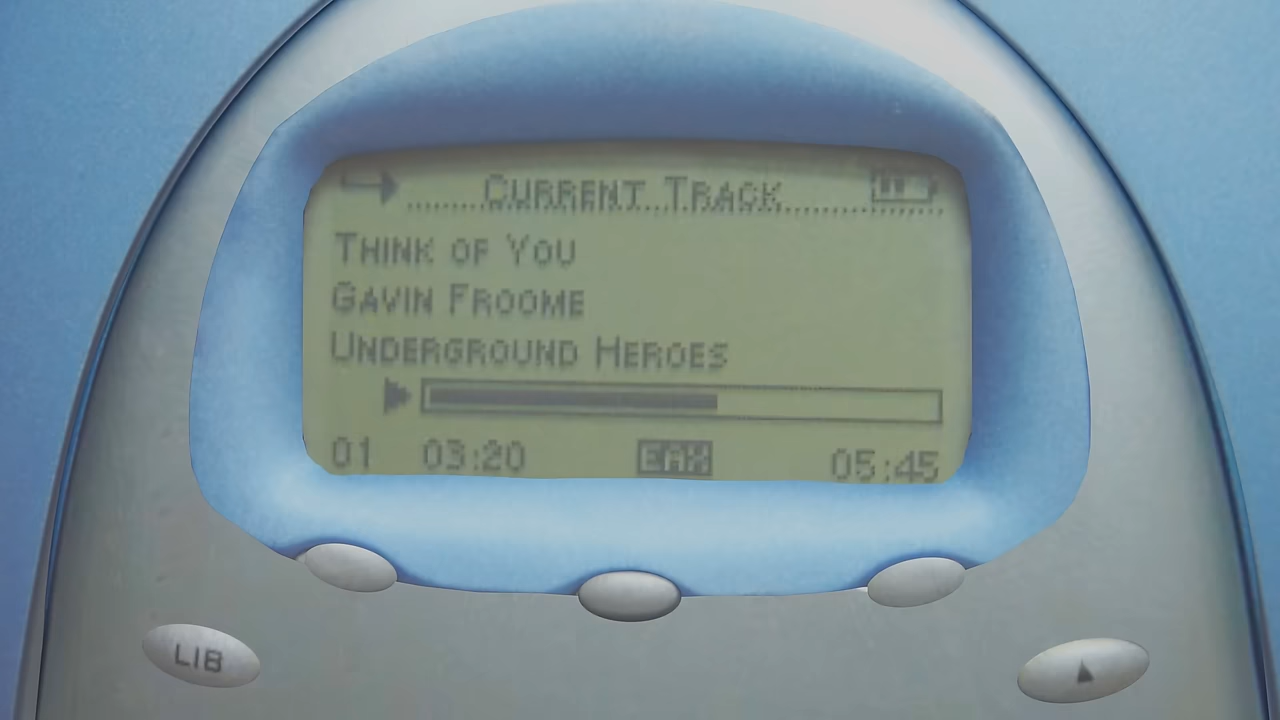 Current Track
Think of You
Gavin Froome
Underground Heroes
01 03:20 EAX 05:45
LIB